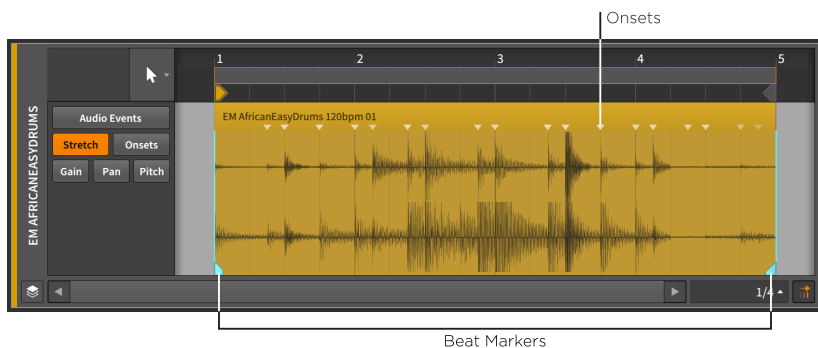 Onsets
1 2 3 4 5
EM AFRICANEASYDRUMS
Audio Events
EM AfricanEasyDrums 120bpm 01
Stretch Onsets
Gain Pan Pitch
1/4
Beat Markers